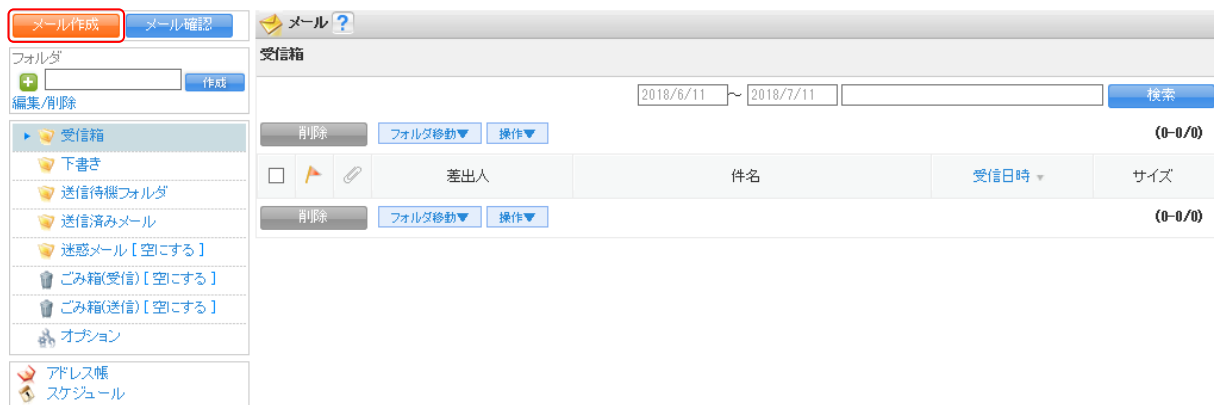 メール作成 メール確認
フォルダ
作成
編集/削除
受信箱
下書き
送信待機フォルダ
送信済みメール
迷惑メール [ 空にする ]
ごみ箱(受信) [ 空にする ]
ごみ箱(送信) [ 空にする ]
オプション
アドレス帳
スケジュール
メール ?
受信箱
2018/6/11 ～ 2018/7/11 検索
削除 フォルダ移動▼ 操作▼ (0-0/0)
差出人 件名 受信日時 ▼ サイズ
削除 フォルダ移動▼ 操作▼ (0-0/0)